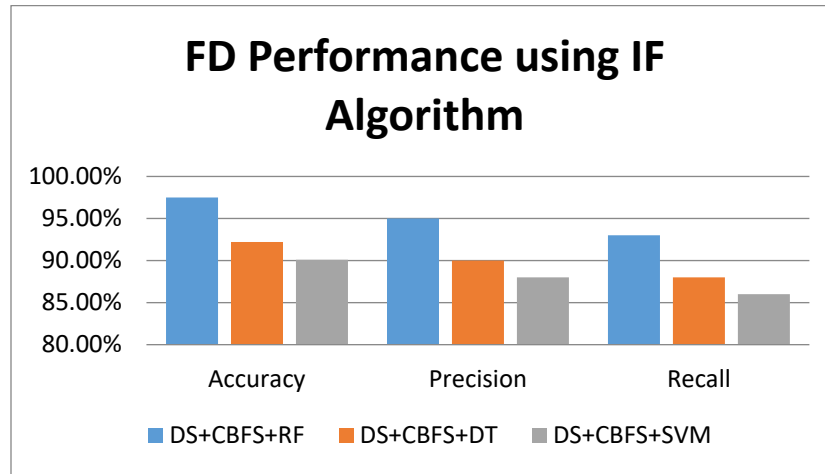 FD Performance using IF
Algorithm
100.00%
95.00%
90.00%
85.00%
80.00%
Accuracy Precision Recall
DS+CBFS+RF DS+CBFS+DT DS+CBFS+SVM